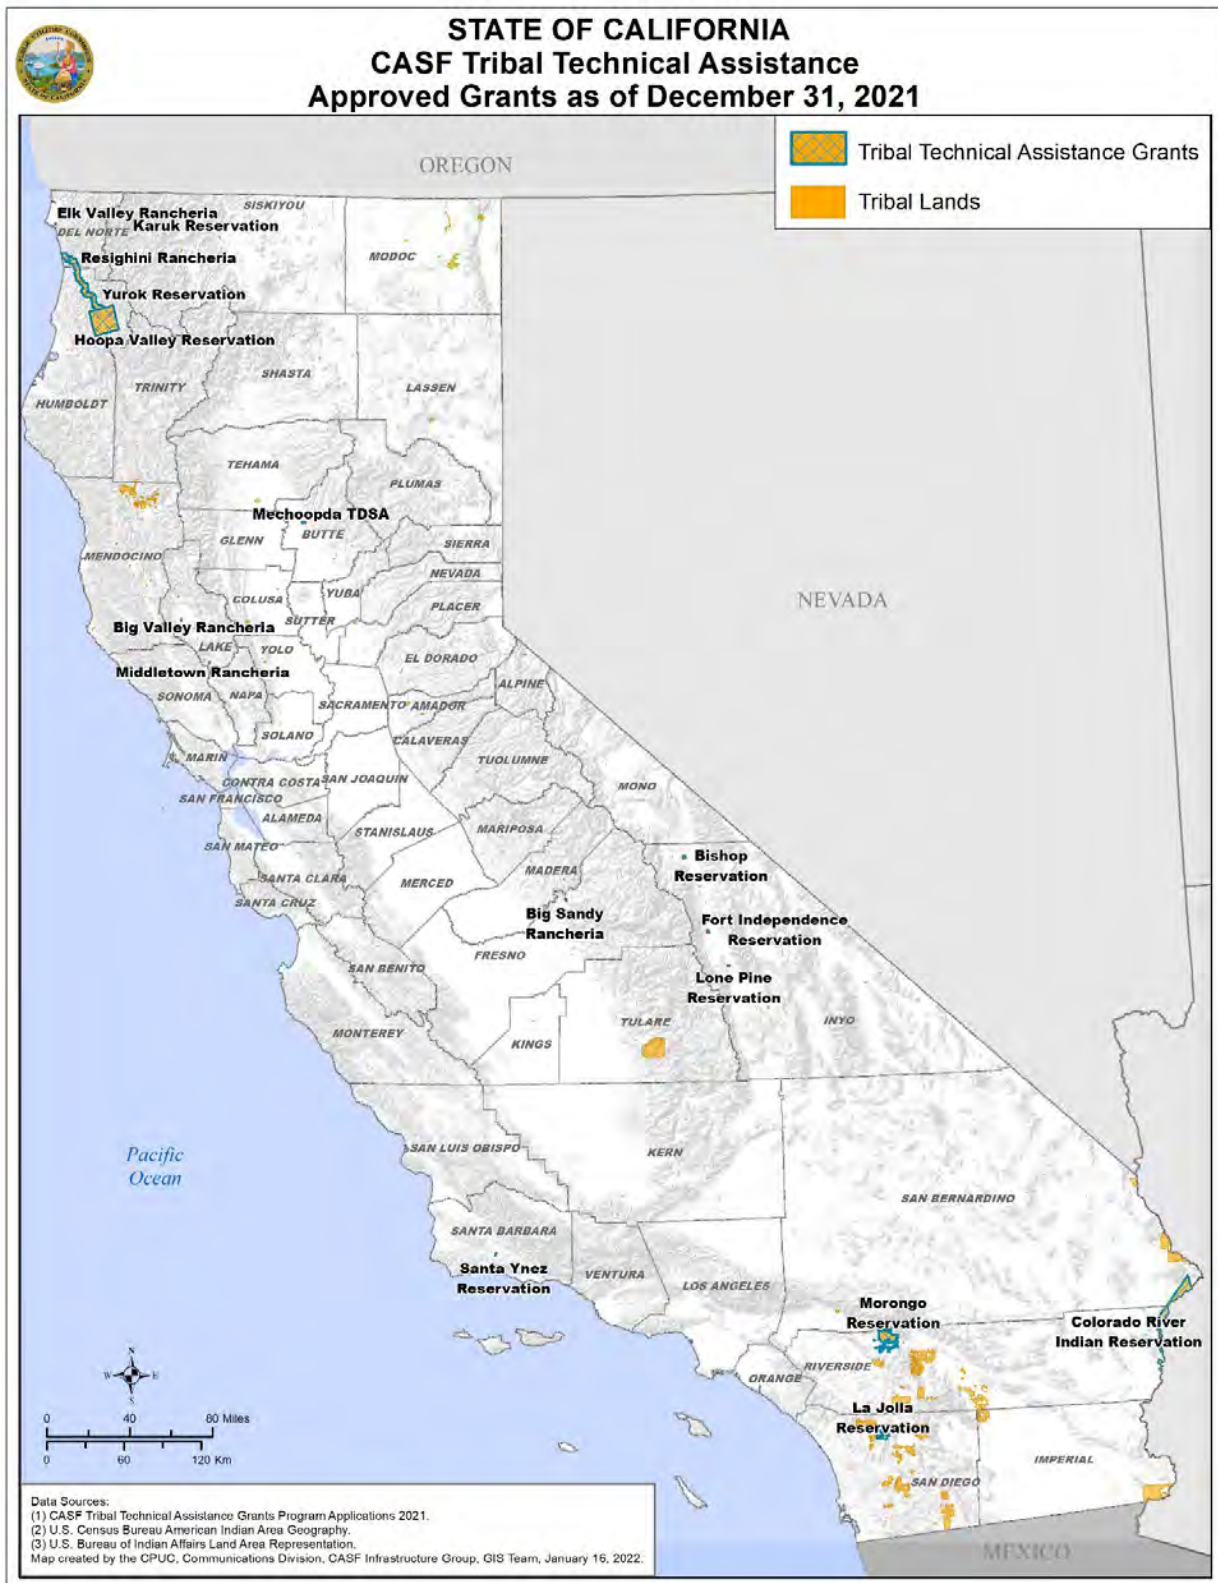 STATE OF CALIFORNIA
CASF Tribal Technical Assistance
Approved Grants as of December 31, 2021
Tribal Technical Assistance Grants
Tribal Lands
OREGON
Elk Valley Rancheria
SISKIYOU
DEL NORTE
Karuk Reservation
MODOC
Resighini Rancheria
Yurok Reservation
Hoopa Valley Reservation
SHASTA
TRINITY
LASSEN
HUMBOLDT
TEHAMA
PLUMAS
Mechoopda TDSA
BUTTE
GLENN
SIERRA
MENDOCINO
NEVADA
COLUSA
YUBA
PLACER
NEVADA
SUTTER
Big Valley Rancheria
LAKE
YOLO
EL DORADO
Middletown Rancheria
ALPINE
SONOMA
NAPA
SACRAMENTO
AMADOR
SOLANO
CALAVERAS
MARIN
TUOLUMNE
CONTRA COSTA
SAN JOAQUIN
MONO
SAN FRANCISCO
ALAMEDA
STANISLAUS
MARIPOSA
SAN MATEO
Bishop
Reservation
SANTA CLARA
MERCED
MADERA
SANTA CRUZ
Big Sandy
Rancheria
Fort Independence
Reservation
FRESNO
SAN BENITO
Lone Pine
Reservation
MONTEREY
TULARE
INYO
KINGS
Pacific
Ocean
SAN LUIS OBISPO
KERN
SAN BERNARDINO
SANTA BARBARA
Santa Ynez
Reservation
VENTURA
LOS ANGELES
Morongo
Reservation
Colorado River
Indian Reservation
RIVERSIDE
ORANGE
La Jolla
Reservation
IMPERIAL
SAN DIEGO
MEXICO
N
W E
S
0 40 80 Miles
0 60 120 Km
Data Sources:
(1) CASF Tribal Technical Assistance Grants Program Applications 2021.
(2) U.S. Census Bureau American Indian Area Geography.
(3) U.S. Bureau of Indian Affairs Land Area Representation.
Map created by the CPUC, Communications Division, CASF Infrastructure Group, GIS Team, January 16, 2022.